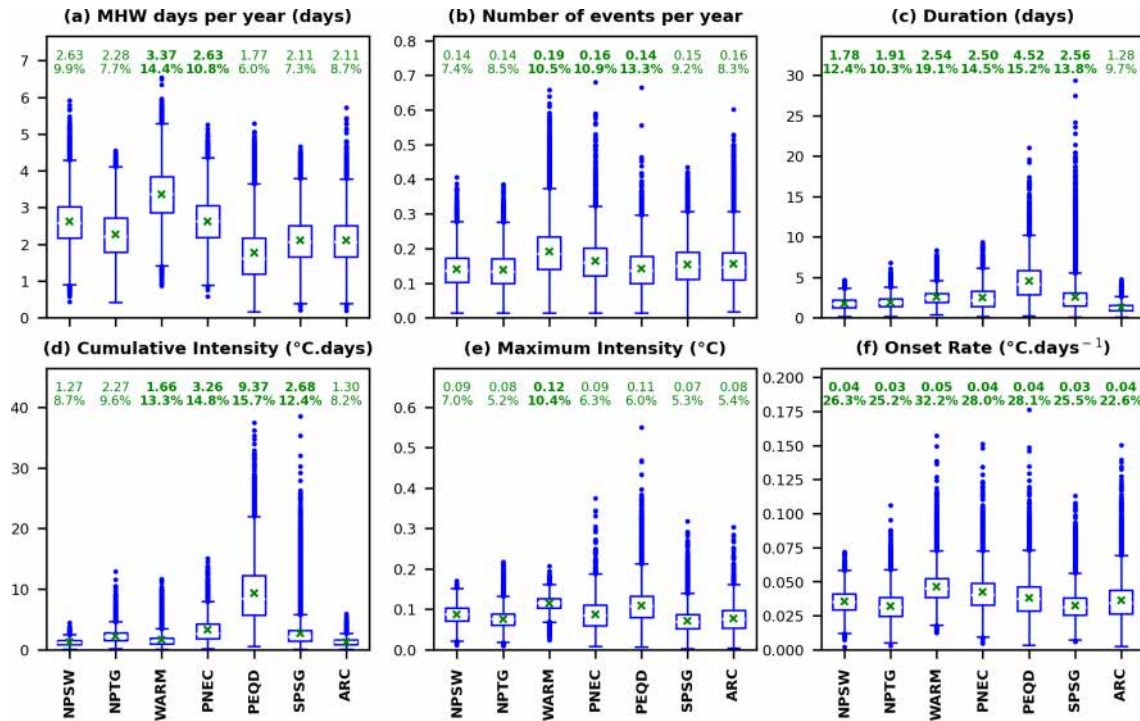 (a) MHW days per year (days)
2.63 2.28 3.37 2.63 1.77 2.11 2.11
9.9% 7.7% 14.4% 10.8% 6.0% 7.3% 8.7%
7
6
5
4
3
2
1
0
(b) Number of events per year
0.14 0.14 0.19 0.16 0.14 0.15 0.16
7.4% 8.5% 10.5% 10.9% 13.3% 9.2% 8.3%
0.8
0.7
0.6
0.5
0.4
0.3
0.2
0.1
0.0
(c) Duration (days)
1.78 1.91 2.54 2.50 4.52 2.56 1.28
12.4% 10.3% 19.1% 14.5% 15.2% 13.8% 9.7%
30
25
20
15
10
5
0
(d) Cumulative Intensity (°C.days)
1.27 2.27 1.66 3.26 9.37 2.68 1.30
8.7% 9.6% 13.3% 14.8% 15.7% 12.4% 8.2%
40
30
20
10
0
NPSW NPTG WARM PNEC PEQD SPSG ARC
(e) Maximum Intensity (°C)
0.09 0.08 0.12 0.09 0.11 0.07 0.08
7.0% 5.2% 10.4% 6.3% 6.0% 5.3% 5.4%
0.6
0.5
0.4
0.3
0.2
0.1
0.0
NPSW NPTG WARM PNEC PEQD SPSG ARC
(f) Onset Rate (°C.days⁻¹)
0.04 0.03 0.05 0.04 0.04 0.03 0.04
26.3% 25.2% 32.2% 28.0% 28.1% 25.5% 22.6%
0.200
0.175
0.150
0.125
0.100
0.075
0.050
0.025
0.000
NPSW NPTG WARM PNEC PEQD SPSG ARC